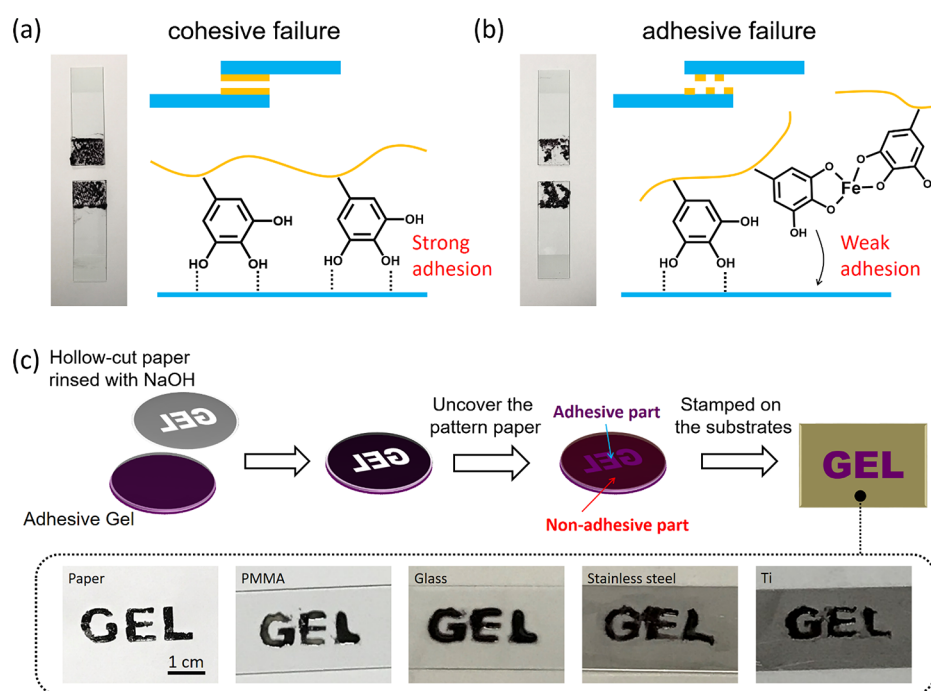 (a)
cohesive failure
OH
HO
OH
OH
HO
OH
Strong
adhesion
(b)
adhesive failure
OH
HO
OH
O
O
OH
Fe
O
O
O
Weak
adhesion
(c)
Hollow-cut paper
rinsed with NaOH
GEL
Adhesive Gel
GEL
Uncover the
pattern paper
Adhesive part
GEL
Non-adhesive part
Stamped on
the substrates
GEL
Paper
GEL
1 cm
PMMA
GEL
Glass
GEL
Stainless steel
GEL
Ti
GEL